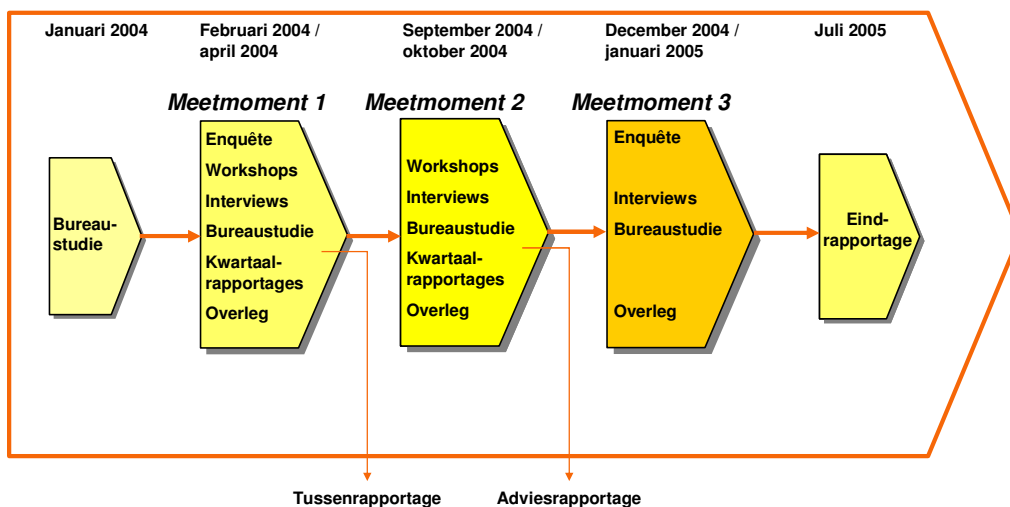 Januari 2004
Februari 2004 /
april 2004
September 2004 /
oktober 2004
December 2004 /
januari 2005
Juli 2005
Meetmoment 1
Meetmoment 2
Meetmoment 3
Bureau-
studie
Enquête
Workshops
Interviews
Bureaustudie
Kwartaal-
rapportages
Overleg
Workshops
Interviews
Bureaustudie
Kwartaal-
rapportages
Overleg
Enquête
Interviews
Bureaustudie
Overleg
Eind-
rapportage
Tussenrapportage
Adviesrapportage